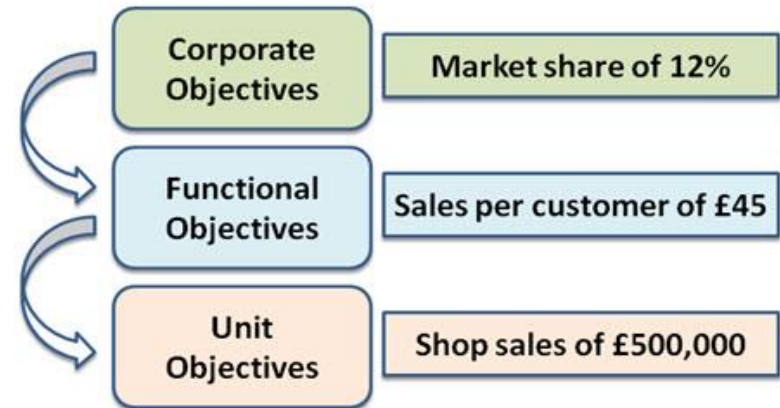 Corporate
Objectives
Market share of 12%
Functional
Objectives
Sales per customer of £45
Unit
Objectives
Shop sales of £500,000